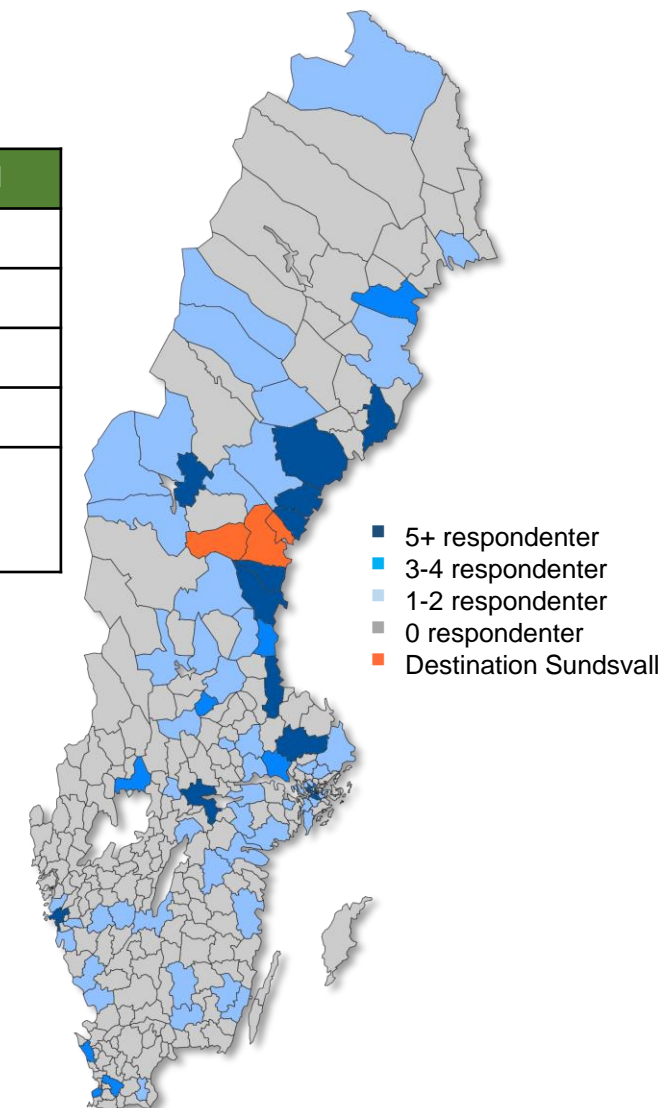 5+ respondenter
3-4 respondenter
1-2 respondenter
0 respondenter
Destination Sundsvall